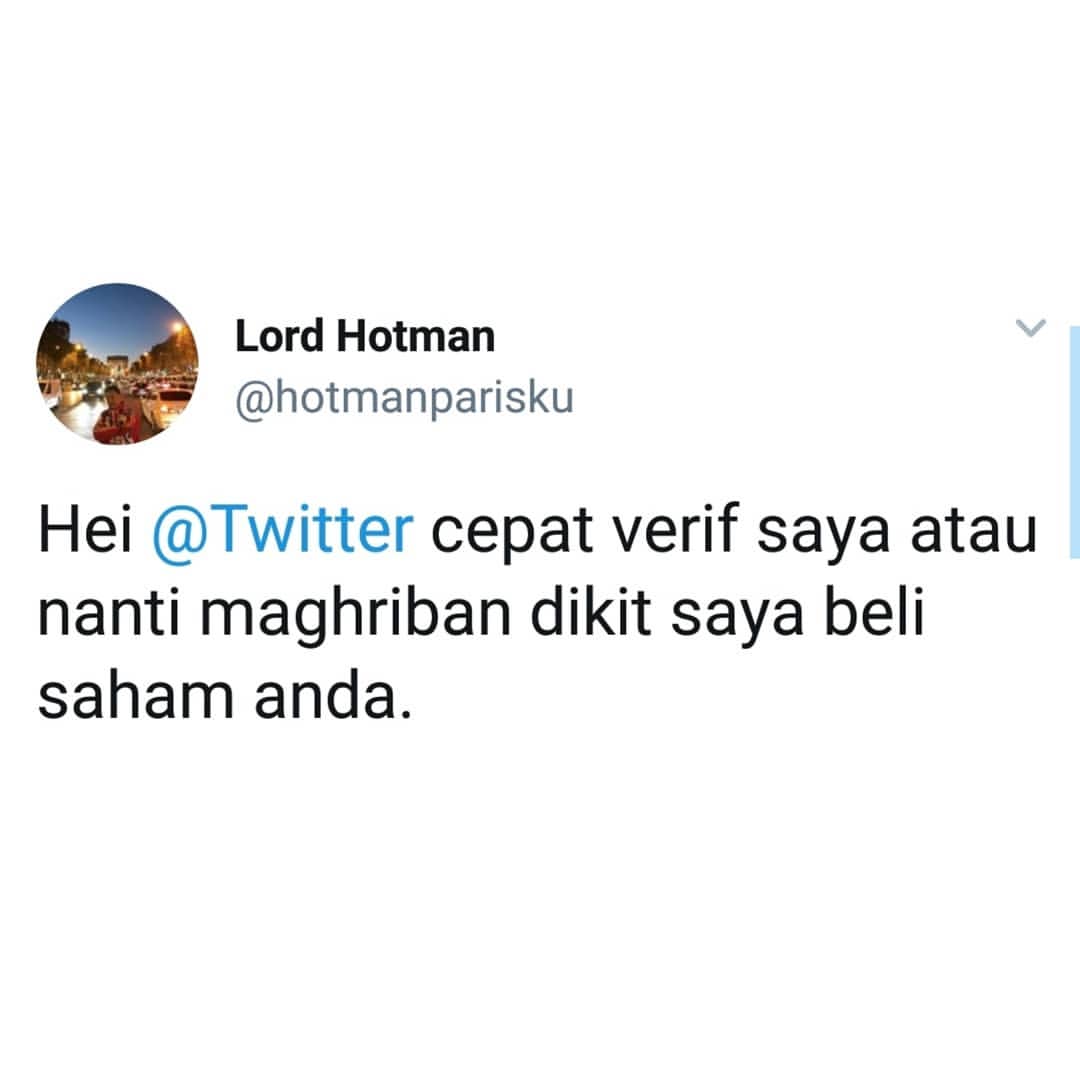 Lord Hotman
@hotmanparisku
Hei @Twitter cepat verif saya atau
nanti maghriban dikit saya beli
saham anda.